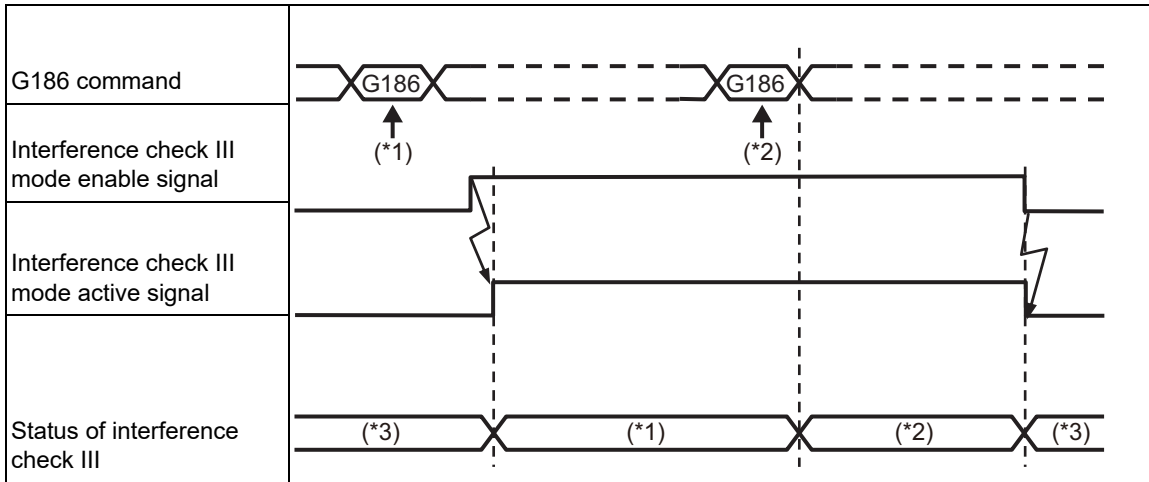 G186 command
G186
G186
(*1)
(*2)
Interference check III
mode enable signal
Interference check III
mode active signal
Status of interference
check III
(*3)
(*1)
(*2)
(*3)